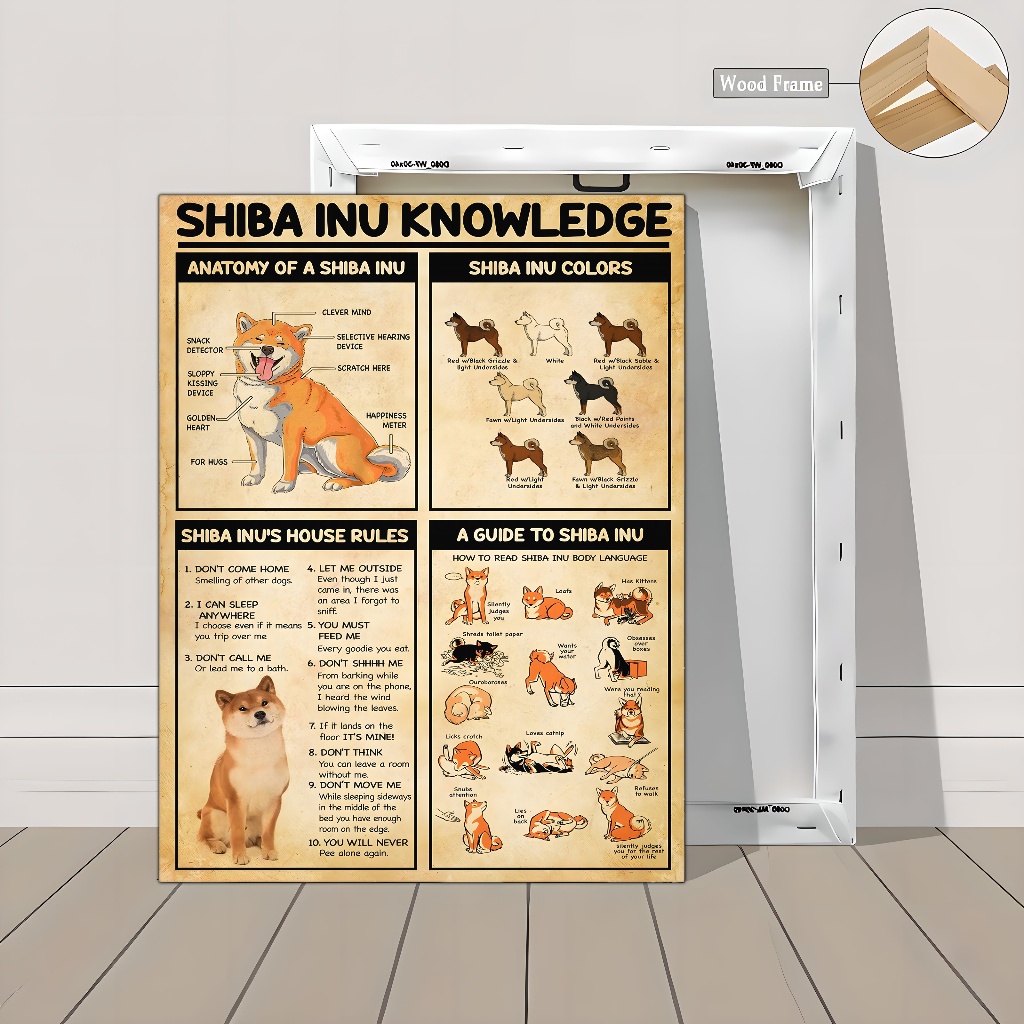 Wood Frame
SHIBA INU KNOWLEDGE
ANATOMY OF A SHIBA INU
CLEVER MIND
SNACK
DETECTOR
SELECTIVE HEARING
DEVICE
SLOPPY
KISSING
DEVICE
SCRATCH HERE
GOLDEN
HEART
HAPPINESS
METER
FOR HUGS
SHIBA INU COLORS
Red w/Black Grizzle &
light Undersides
White
Red w/Black Sable &
Light Undersides
Fawn w/Light Undersides
Black w/Red Points
and White Undersides
Red w/Light
Undersides
Fawn w/Black Grizzle
& Light Undersides
SHIBA INU'S HOUSE RULES
1. DON'T COME HOME
Smelling of other dogs.
2. I CAN SLEEP
ANYWHERE
I choose even if it means
you trip over me
3. DON'T CALL ME
Or lead me to a bath.
4. LET ME OUTSIDE
Even though I just
came in, there was
an area I forgot to
sniff.
5. YOU MUST
FEED ME
Every goodie you eat.
6. DON'T SHHHH ME
From barking while
you are on the phone,
I heard the wind
blowing the leaves.
7. If it lands on the
floor IT'S MINE!
8. DON'T THINK
You can leave a room
without me.
9. DON'T MOVE ME
While sleeping sideways
in the middle of the
bed you have enough
room on the edge.
10. YOU WILL NEVER
Pee alone again.
A GUIDE TO SHIBA INU
HOW TO READ SHIBA INU BODY LANGUAGE
Silently
judges
you
Loafs
Has Kittens
Shreds toilet paper
Wants
your
water
Obsesses
over
boxes
Ouroboroses
Were you reading
that?
Licks crotch
Loves catnip
Snubs
attention
Lies
on
back
Refuses
to walk
silently judges
you for the rest
of your life